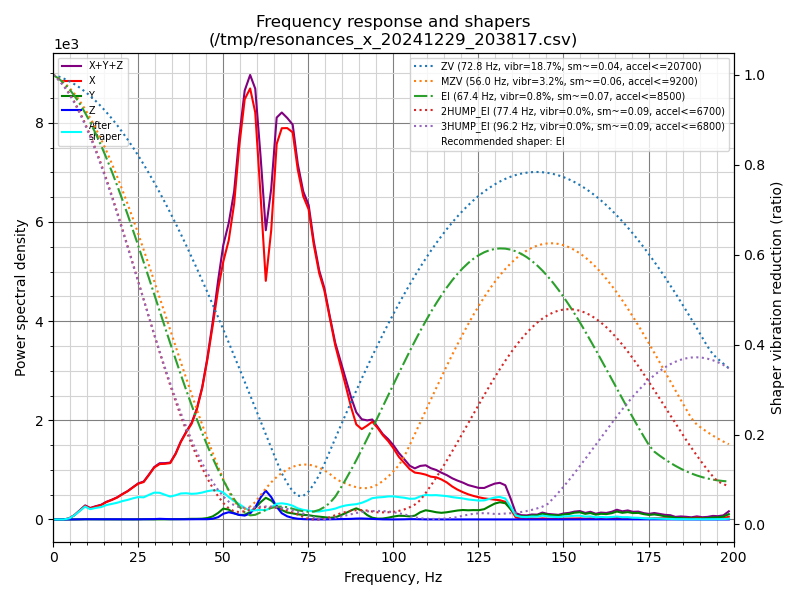 Frequency response and shapers
(/tmp/resonances_x_20241229_203817.csv)
1e3
X+Y+Z
X
Y
Z
After
shaper
ZV (72.8 Hz, vibr=18.7%, sm~=0.04, accel<=20700)
MZV (56.0 Hz, vibr=3.2%, sm~=0.06, accel<=9200)
EI (67.4 Hz, vibr=0.8%, sm~=0.07, accel<=8500)
2HUMP_EI (77.4 Hz, vibr=0.0%, sm~=0.09, accel<=6700)
3HUMP_EI (96.2 Hz, vibr=0.0%, sm~=0.09, accel<=6800)
Recommended shaper: EI
Power spectral density
8
6
4
2
0
1.0
0.8
0.6
0.4
0.2
0.0
Shaper vibration reduction (ratio)
0 25 50 75 100 125 150 175 200
Frequency, Hz